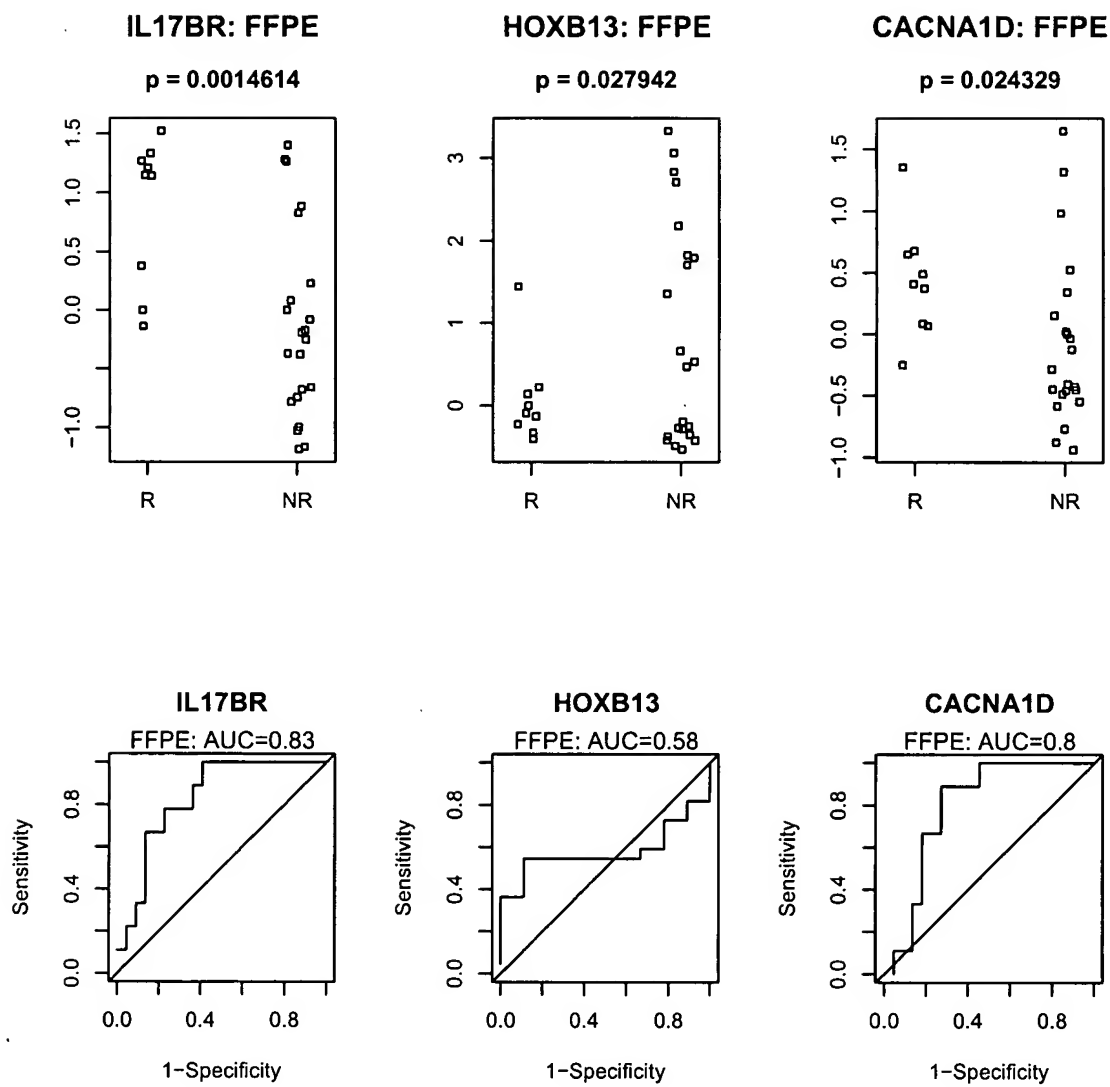 IL17BR: FFPE
p = 0.0014614
1.5
1.0
0.5
0.0
−1.0
R NR
HOXB13: FFPE
p = 0.027942
3
2
1
0
R NR
CACNA1D: FFPE
p = 0.024329
1.5
1.0
0.5
0.0
−0.5
−1.0
R NR
IL17BR
FFPE: AUC=0.83
Sensitivity
0.8
0.4
0.0
0.0 0.4 0.8
1−Specificity
HOXB13
FFPE: AUC=0.58
Sensitivity
0.8
0.4
0.0
0.0 0.4 0.8
1−Specificity
CACNA1D
FFPE: AUC=0.8
Sensitivity
0.8
0.4
0.0
0.0 0.4 0.8
1−Specificity